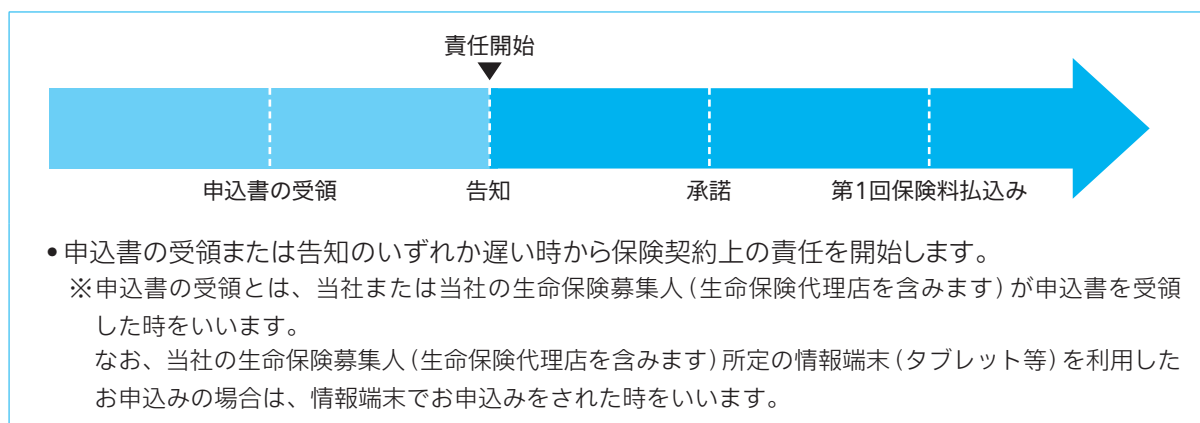 責任開始
申込書の受領 告知 承諾 第1回保険料払込み
•申込書の受領または告知のいずれか遅い時から保険契約上の責任を開始します。
※申込書の受領とは、当社または当社の生命保険募集人(生命保険代理店を含みます)が申込書を受領
した時をいいます。
なお、当社の生命保険募集人(生命保険代理店を含みます)所定の情報端末(タブレット等)を利用した
お申込みの場合は、情報端末でお申込みをされた時をいいます。